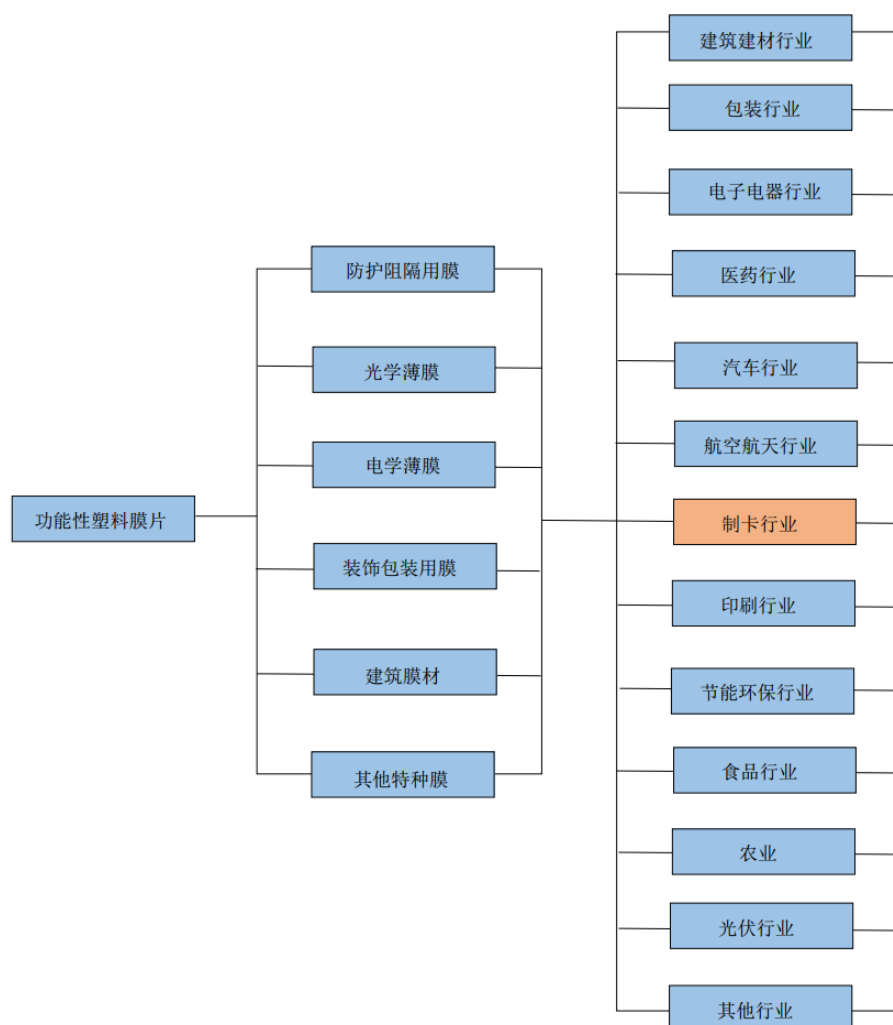 功能性塑料膜片
防护阻隔用膜
光学薄膜
电学薄膜
装饰包装用膜
建筑膜材
其他特种膜
建筑建材行业
包装行业
电子电器行业
医药行业
汽车行业
航空航天行业
制卡行业
印刷行业
节能环保行业
食品行业
农业
光伏行业
其他行业